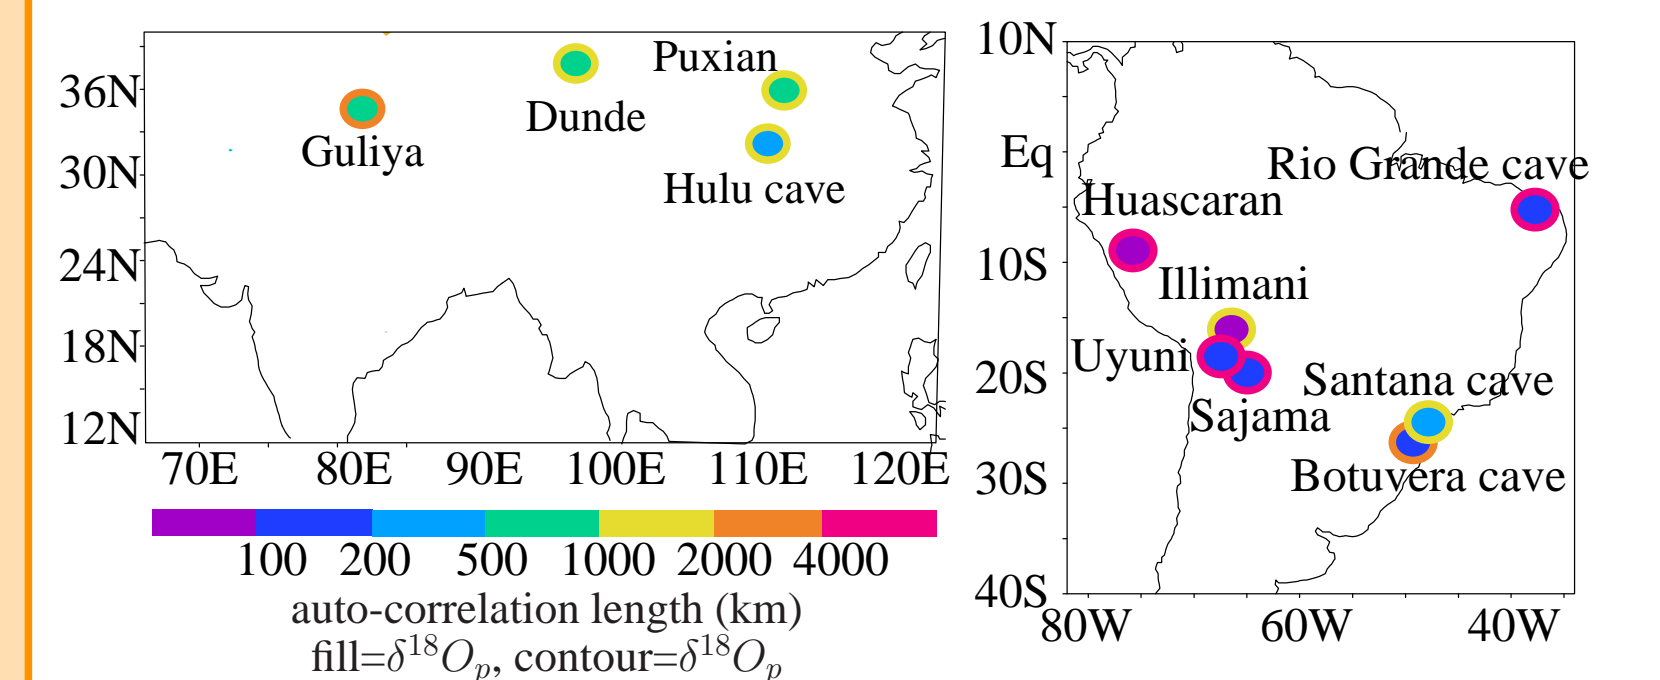 36N
30N
24N
18N
12N
70E 80E 90E 100E 110E 120E
Guliya
Dunde
Puxian
Hulu cave
100 200 500 1000 2000 4000
auto-correlation length (km)
fill=δ¹⁸Oₚ, contour=δ¹⁸Oₚ
10N
Eq
10S
20S
30S
40S
80W 60W 40W
Rio Grande cave
Huascaran
Illimani
Uyuni
Sajama
Santana cave
Botuvera cave